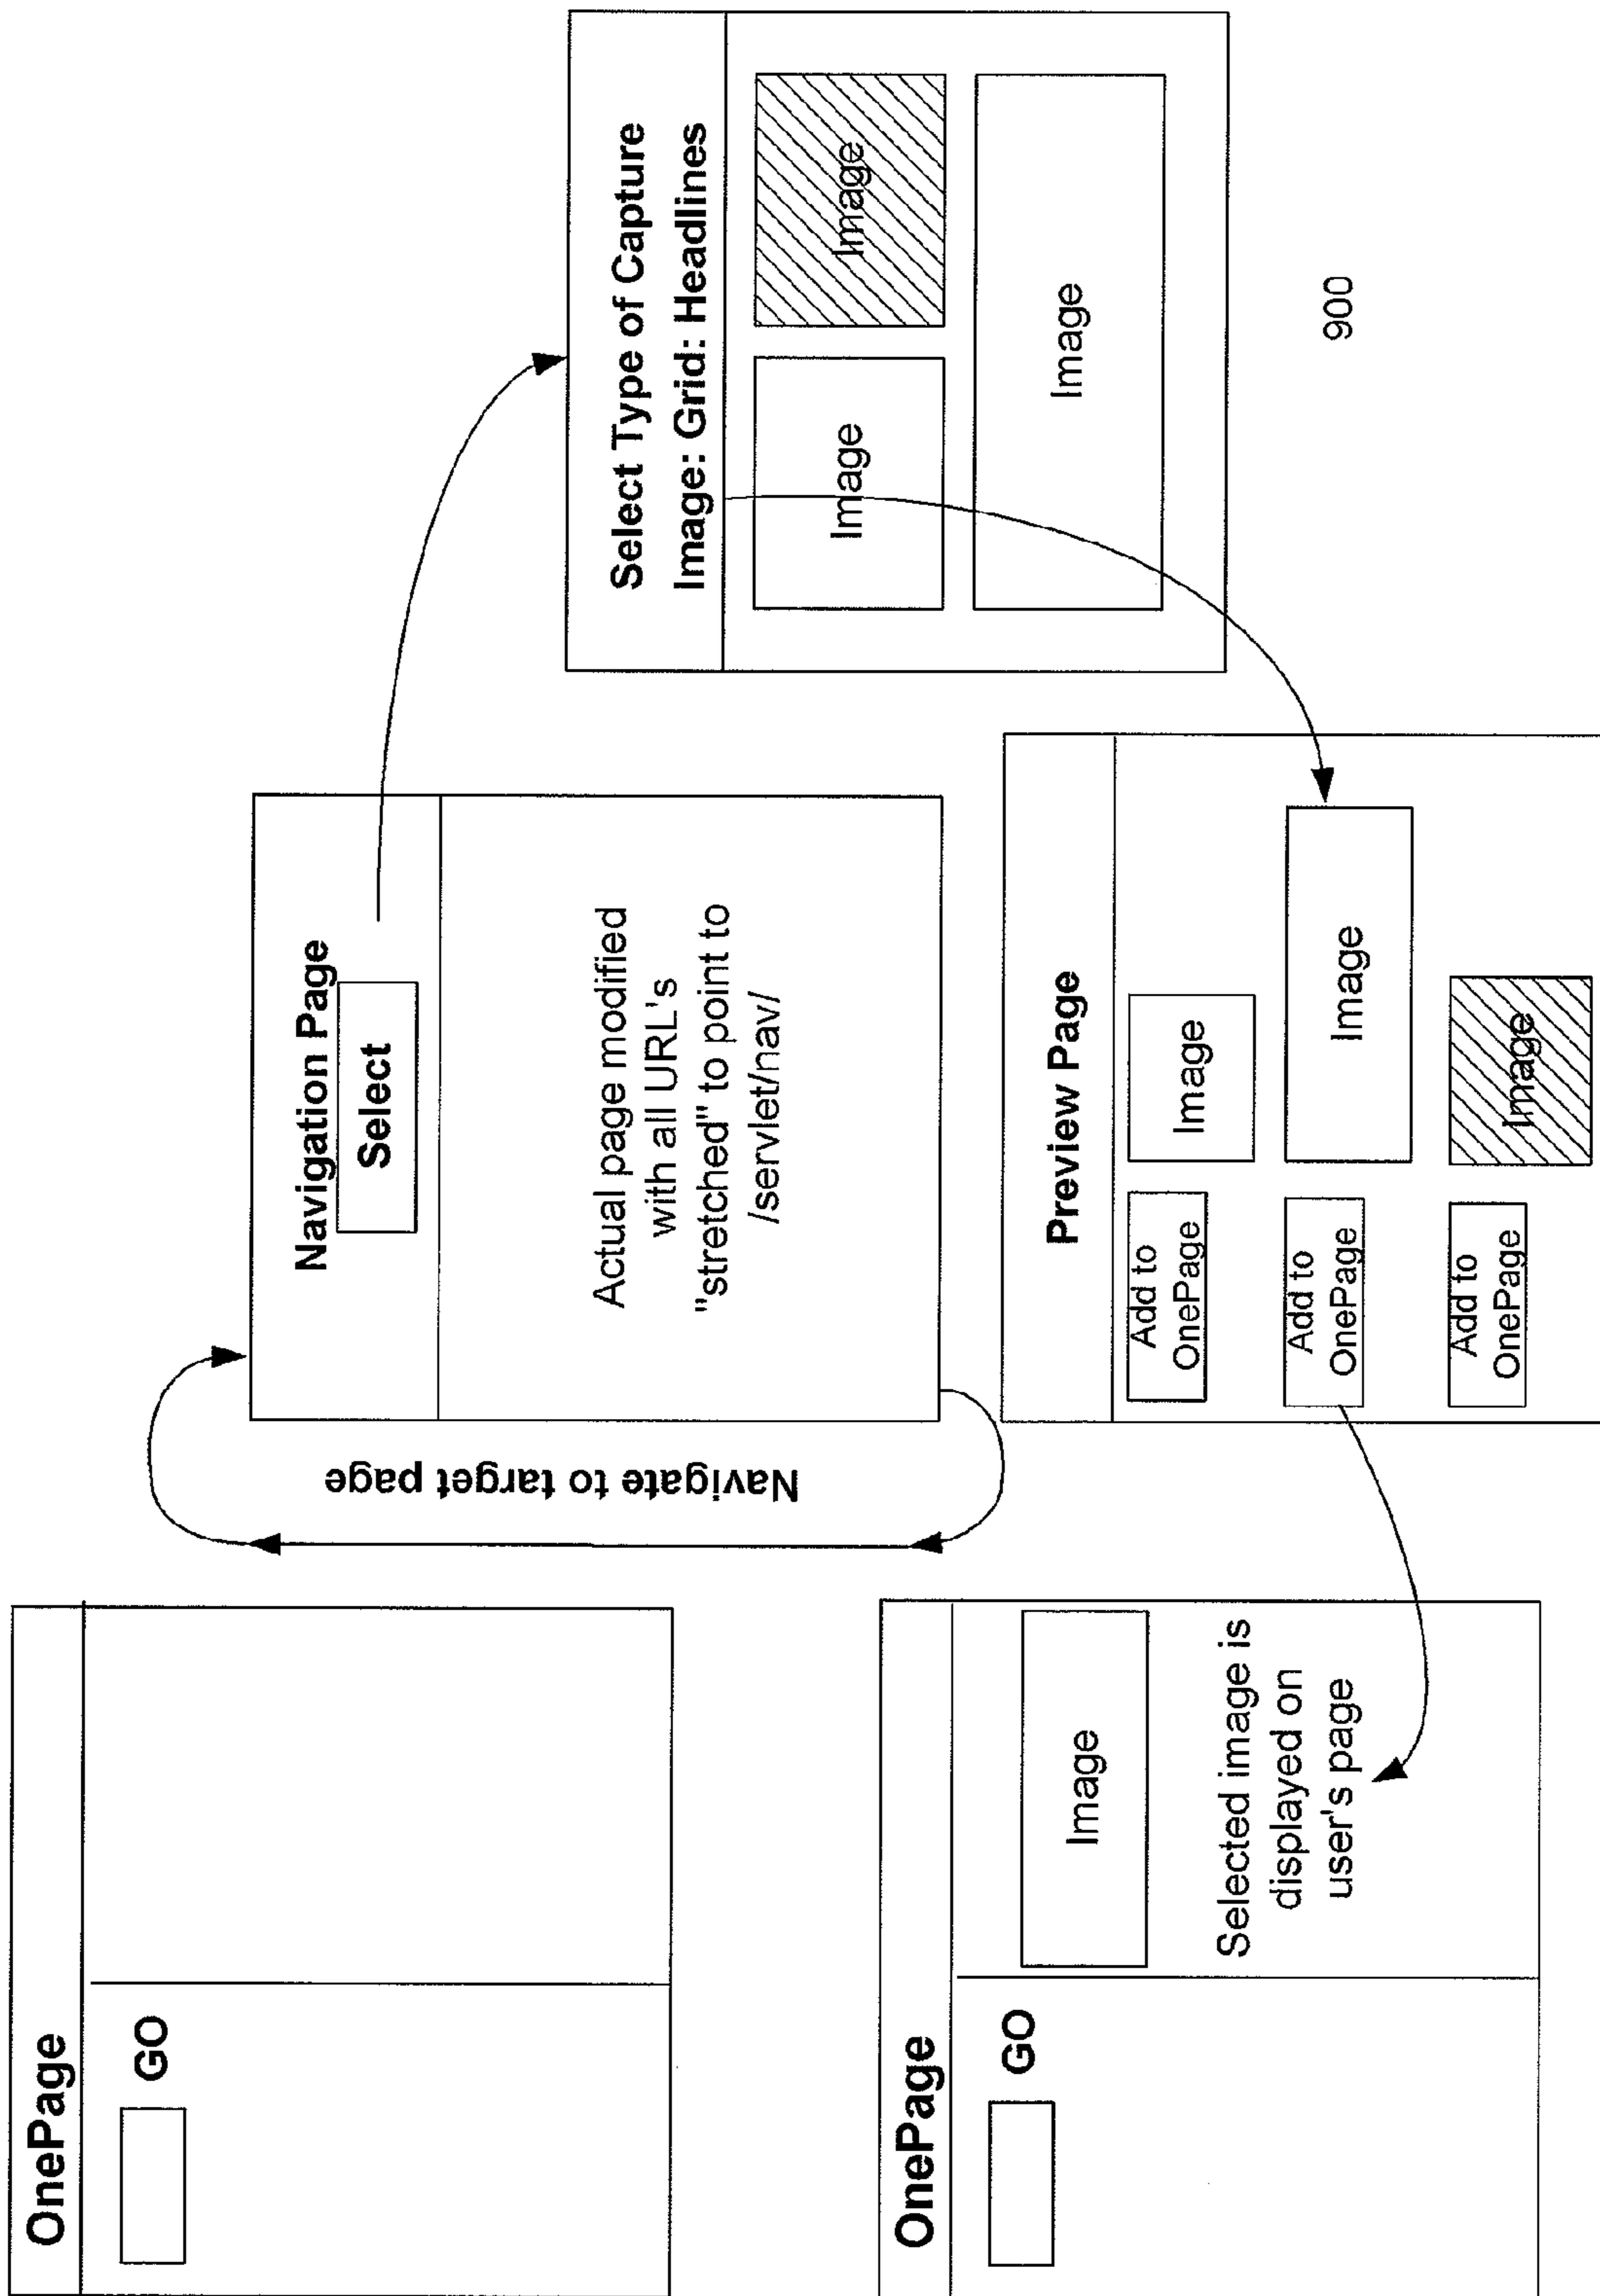 OnePage
GO
Navigate to target page
Navigation Page
Select
Actual page modified
with all URL's
"stretched" to point to
/servlet/nav/
Select Type of Capture
Image: Grid: Headlines
Image
Image
Image
900
Preview Page
Add to
OnePage
Image
Add to
OnePage
Image
Add to
OnePage
Image
OnePage
GO
Image
Selected image is
displayed on
user's page